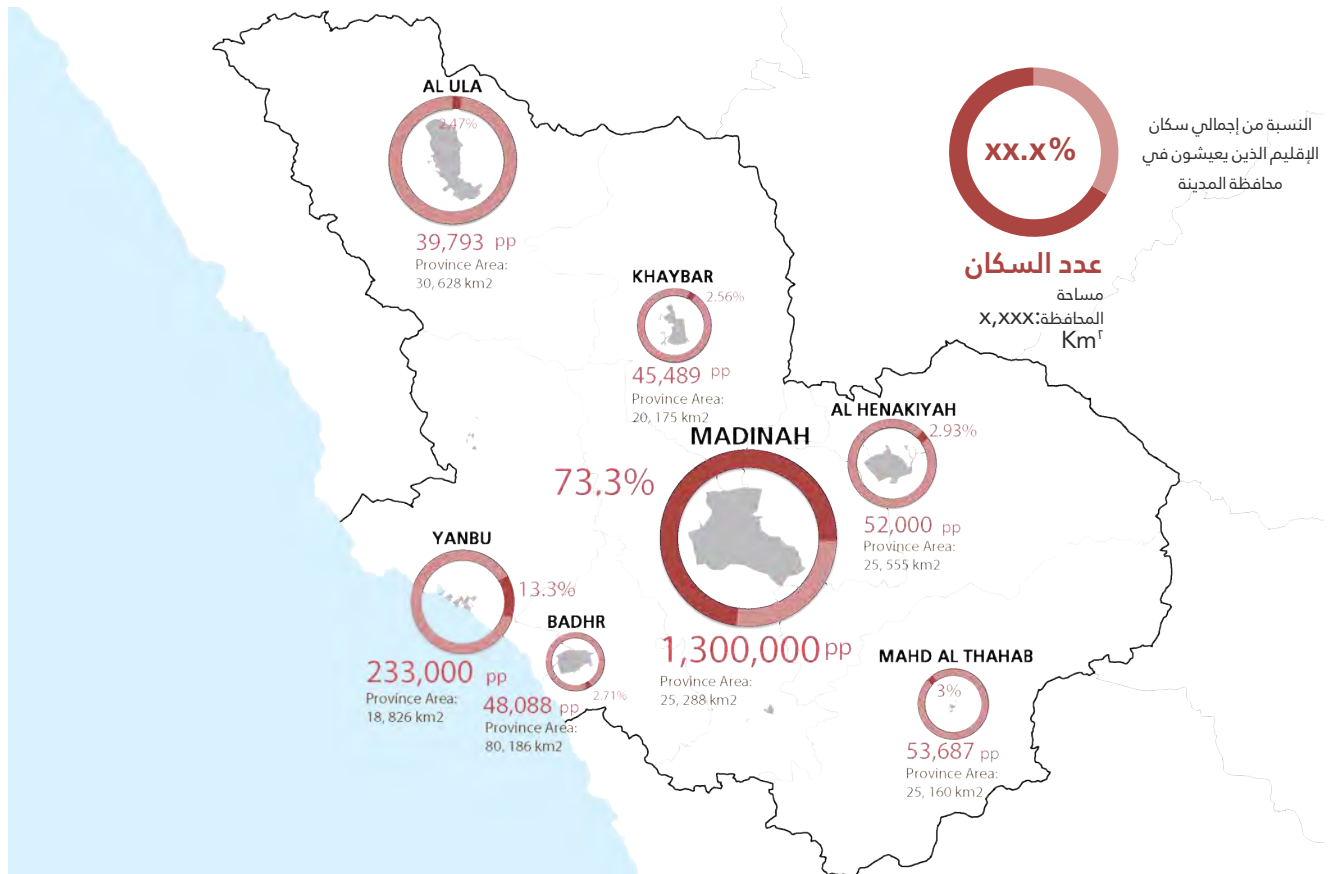 AL ULA
2.47%
39,793 pp
Province Area:
30, 628 km2
xx.x%
النسبة من إجمالي سكان
الإقليم الذين يعيشون في
محافظة المدينة
عدد السكان
مساحة
المحافظة:x,xxx
Km²
KHAYBAR
2.56%
45,489 pp
Province Area:
20, 175 km2
MADINAH
73.3%
1,300,000 pp
Province Area:
25, 288 km2
AL HENAKIYAH
2.93%
52,000 pp
Province Area:
25, 555 km2
YANBU
13.3%
233,000 pp
Province Area:
18, 826 km2
BADHR
2.71%
48,088 pp
Province Area:
80, 186 km2
MAHD AL THAHAB
3%
53,687 pp
Province Area:
25, 160 km2